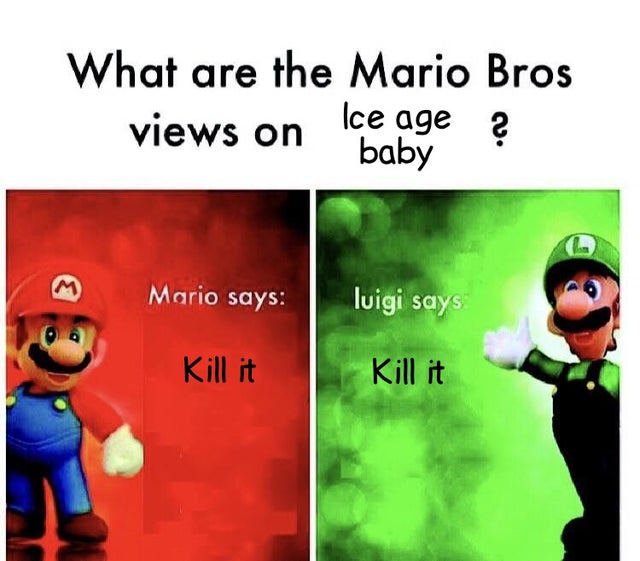 What are the Mario Bros
views on Ice age baby ?
Mario says:
Kill it
luigi says:
Kill it
M
L